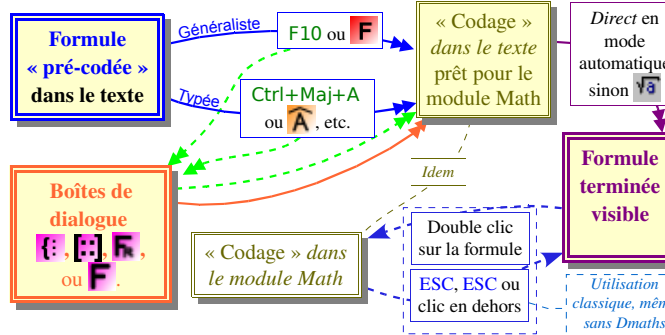 Formule
« pré-codée »
dans le texte
Généraliste
F10 ou F
Typée
Ctrl+Maj+A
ou A, etc.
« Codage »
dans le texte
prêt pour le
module Math
Direct en
mode
automatique
sinon √a
Boîtes de
dialogue
{⋮, [::], FR,
ou F.
Idem
Formule
terminée
visible
« Codage » dans
le module Math
Double clic
sur la formule
ESC, ESC ou
clic en dehors
Utilisation
classique, mêm
sans Dmaths